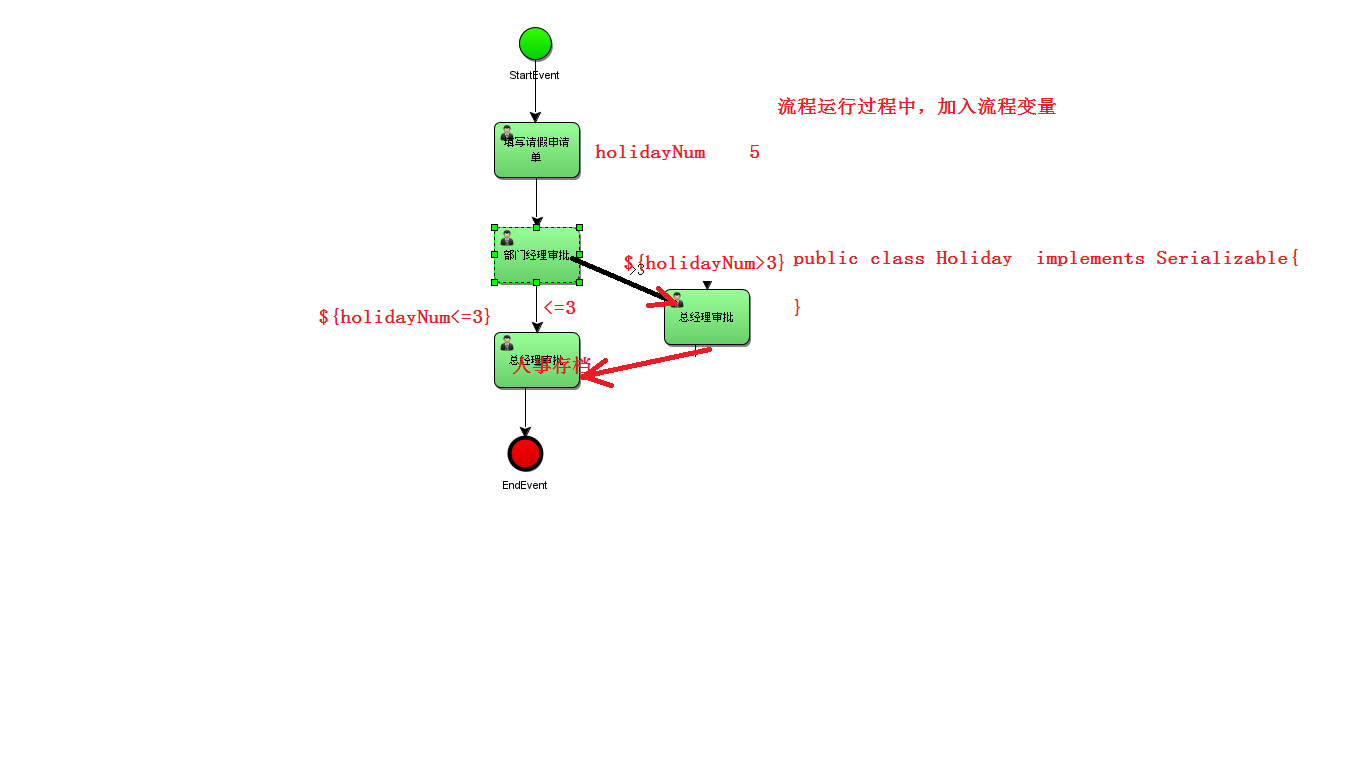 StartEvent
流程运行过程中，加入流程变量
填写请假申请
单
holidayNum 5
部门经理审批
${holidayNum>3}
>3
public class Holiday implements Serializable{
}
${holidayNum<=3}
<=3
总经理审批
总经理审批
人事存档
EndEvent